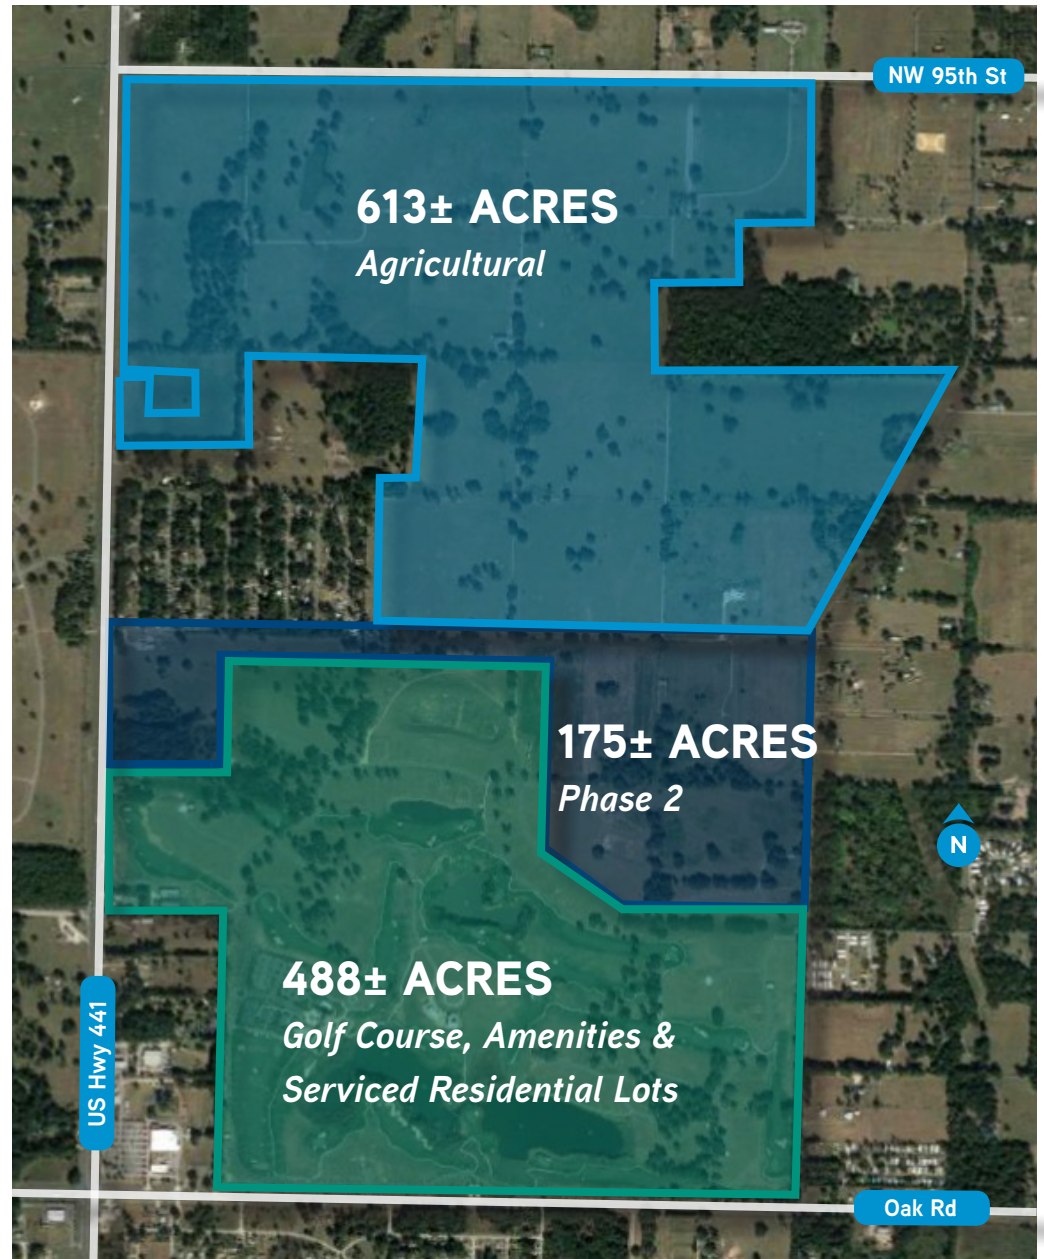 NW 95th St
613± ACRES
Agricultural
175± ACRES
Phase 2
N
488± ACRES
Golf Course, Amenities &
Serviced Residential Lots
US Hwy 441
Oak Rd